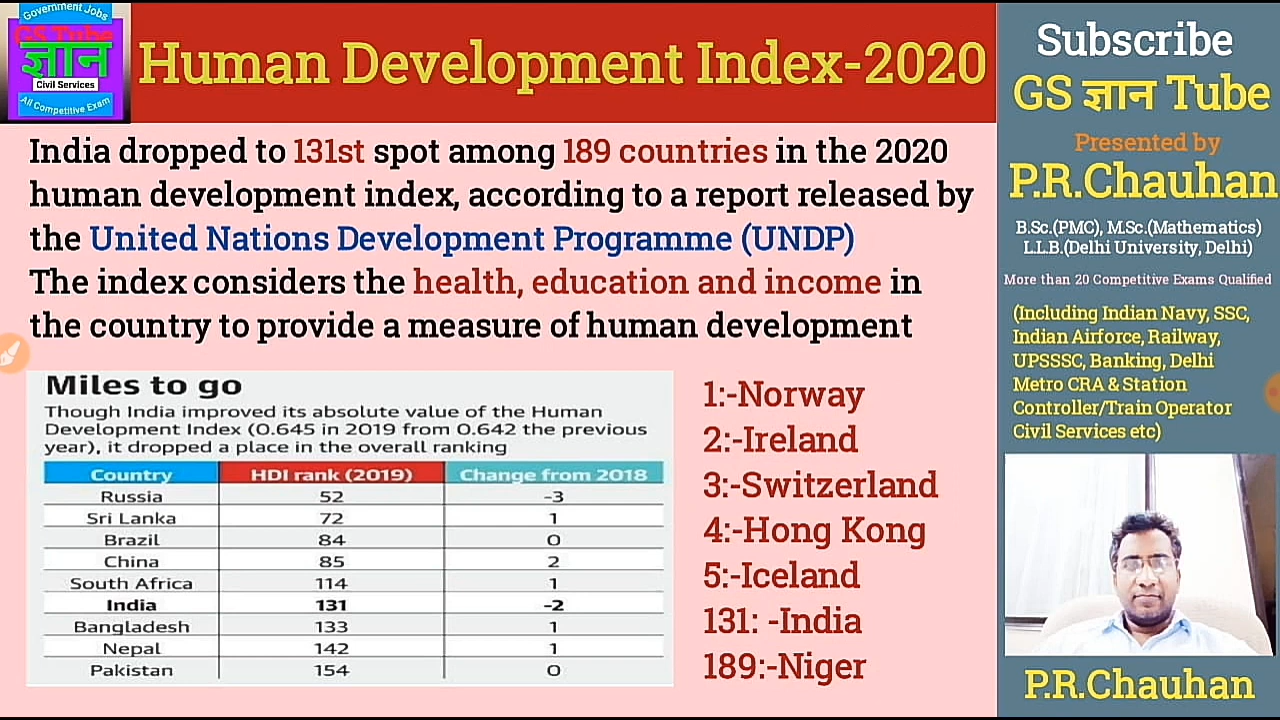 Government Jobs
GS Tube
ज्ञान
Civil Services
All Competitive Exam
Human Development Index-2020
India dropped to 131st spot among 189 countries in the 2020
human development index, according to a report released by
the United Nations Development Programme (UNDP)
The index considers the health, education and income in
the country to provide a measure of human development
Miles to go
Though India improved its absolute value of the Human
Development Index (0.645 in 2019 from 0.642 the previous
year), it dropped a place in the overall ranking
Country HDI rank (2019) Change from 2018
Russia 52 -3
Sri Lanka 72 1
Brazil 84 0
China 85 2
South Africa 114 1
India 131 -2
Bangladesh 133 1
Nepal 142 1
Pakistan 154 0
1:-Norway
2:-Ireland
3:-Switzerland
4:-Hong Kong
5:-Iceland
131: -India
189:-Niger
Subscribe
GS ज्ञान Tube
Presented by
P.R.Chauhan
B.Sc.(PMC), M.Sc.(Mathematics)
L.L.B.(Delhi University, Delhi)
More than 20 Competitive Exams Qualified
(Including Indian Navy, SSC,
Indian Airforce, Railway,
UPSSSC, Banking, Delhi
Metro CRA & Station
Controller/Train Operator
Civil Services etc)
P.R.Chauhan